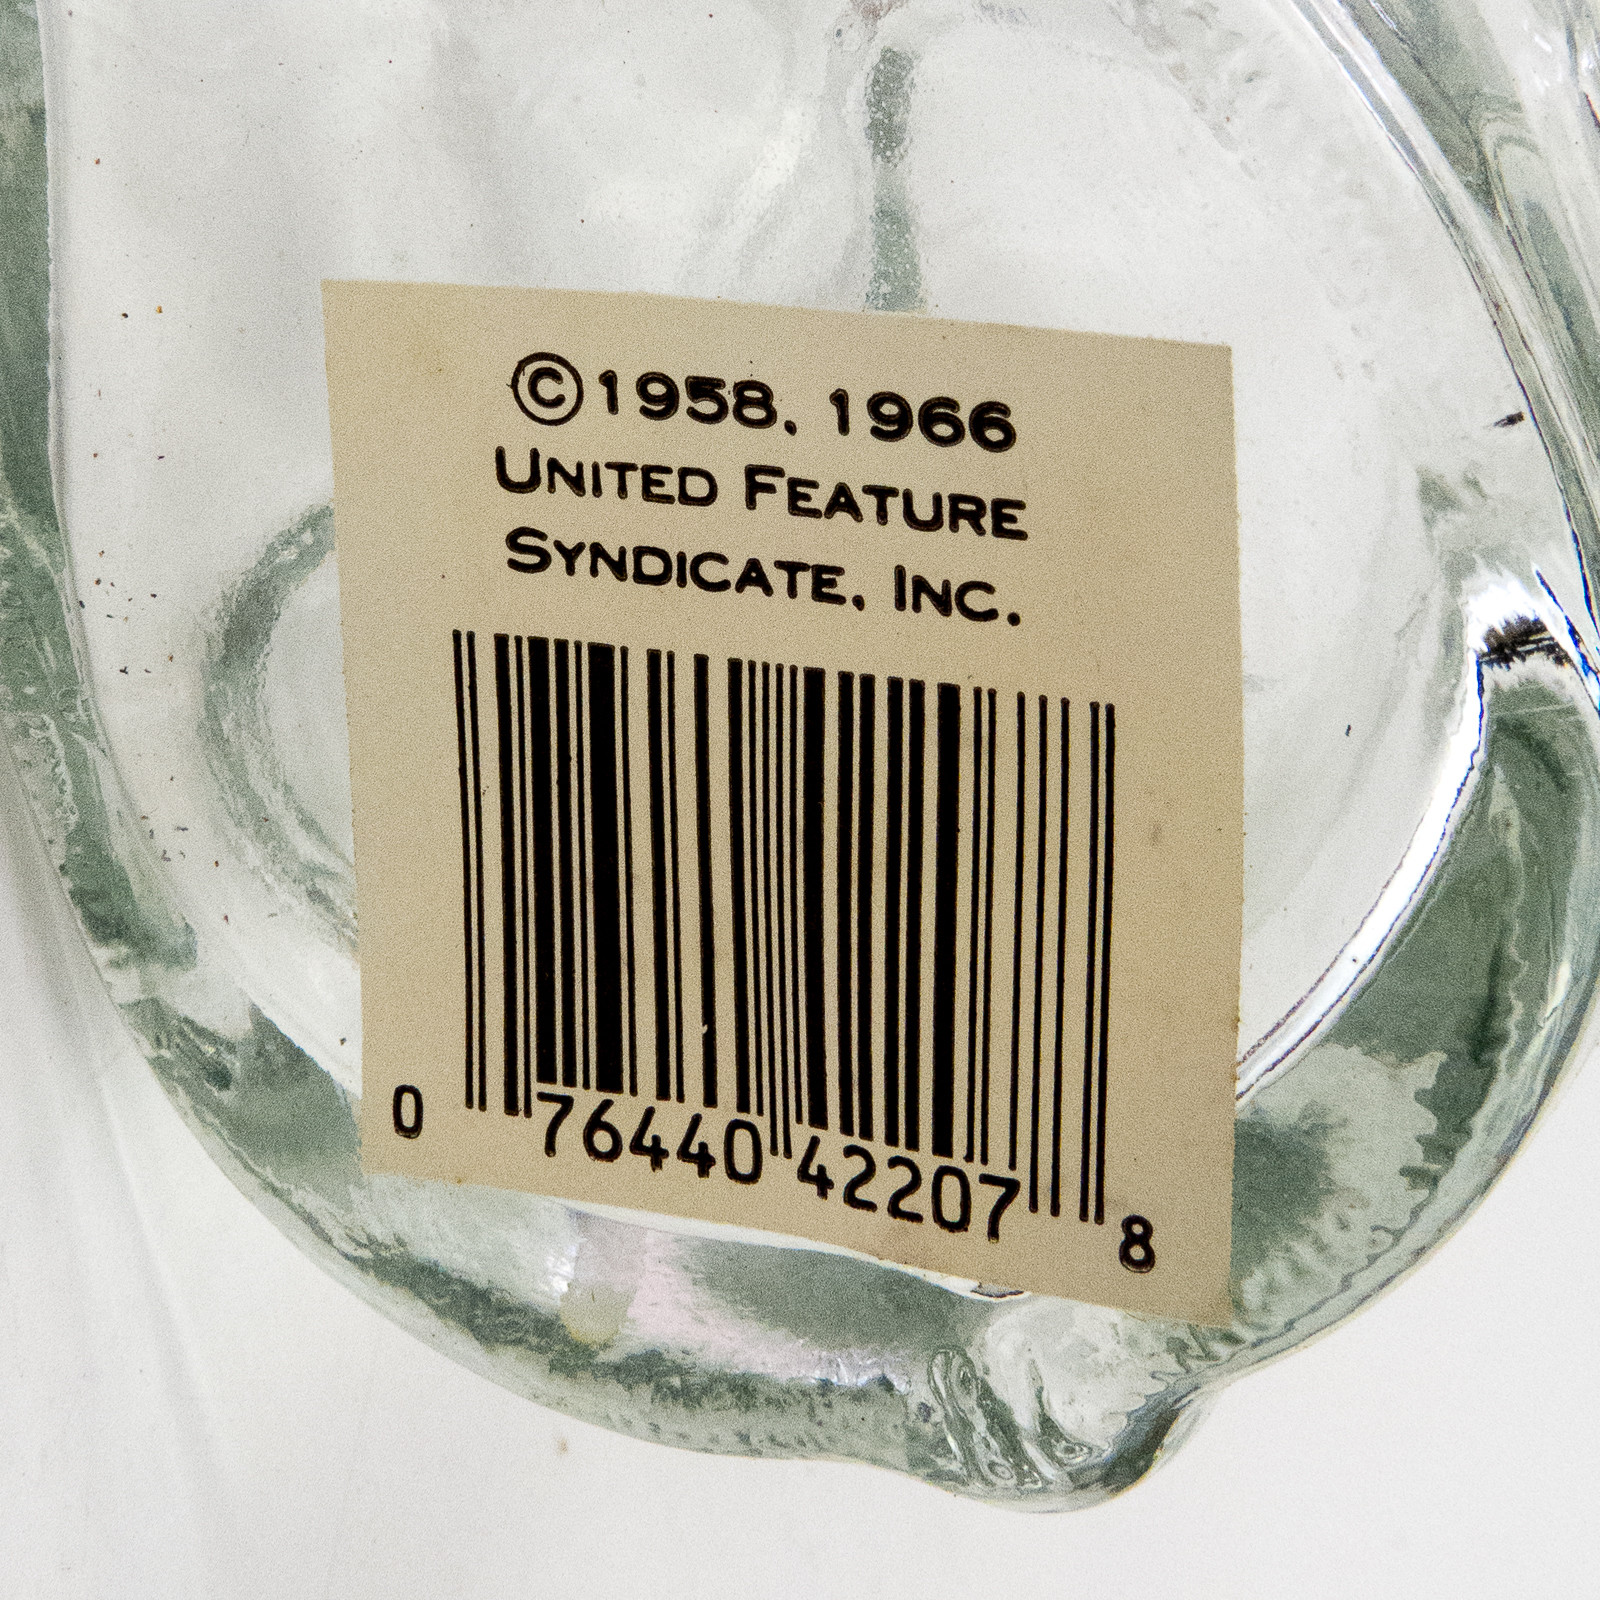 ©1958, 1966
UNITED FEATURE
SYNDICATE, INC.
0 76440 42207 8